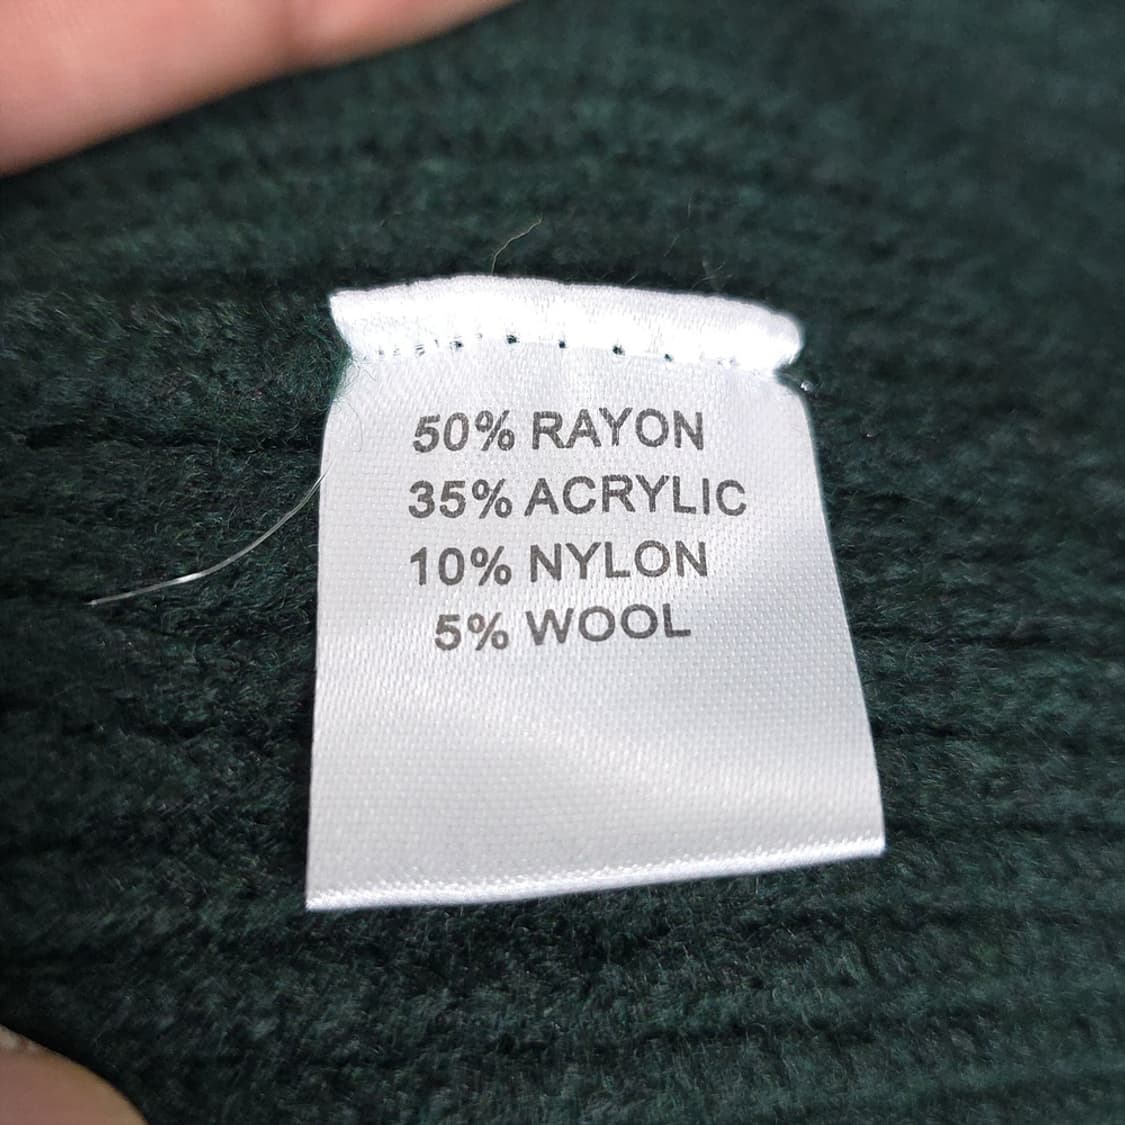 50% RAYON
35% ACRYLIC
10% NYLON
5% WOOL